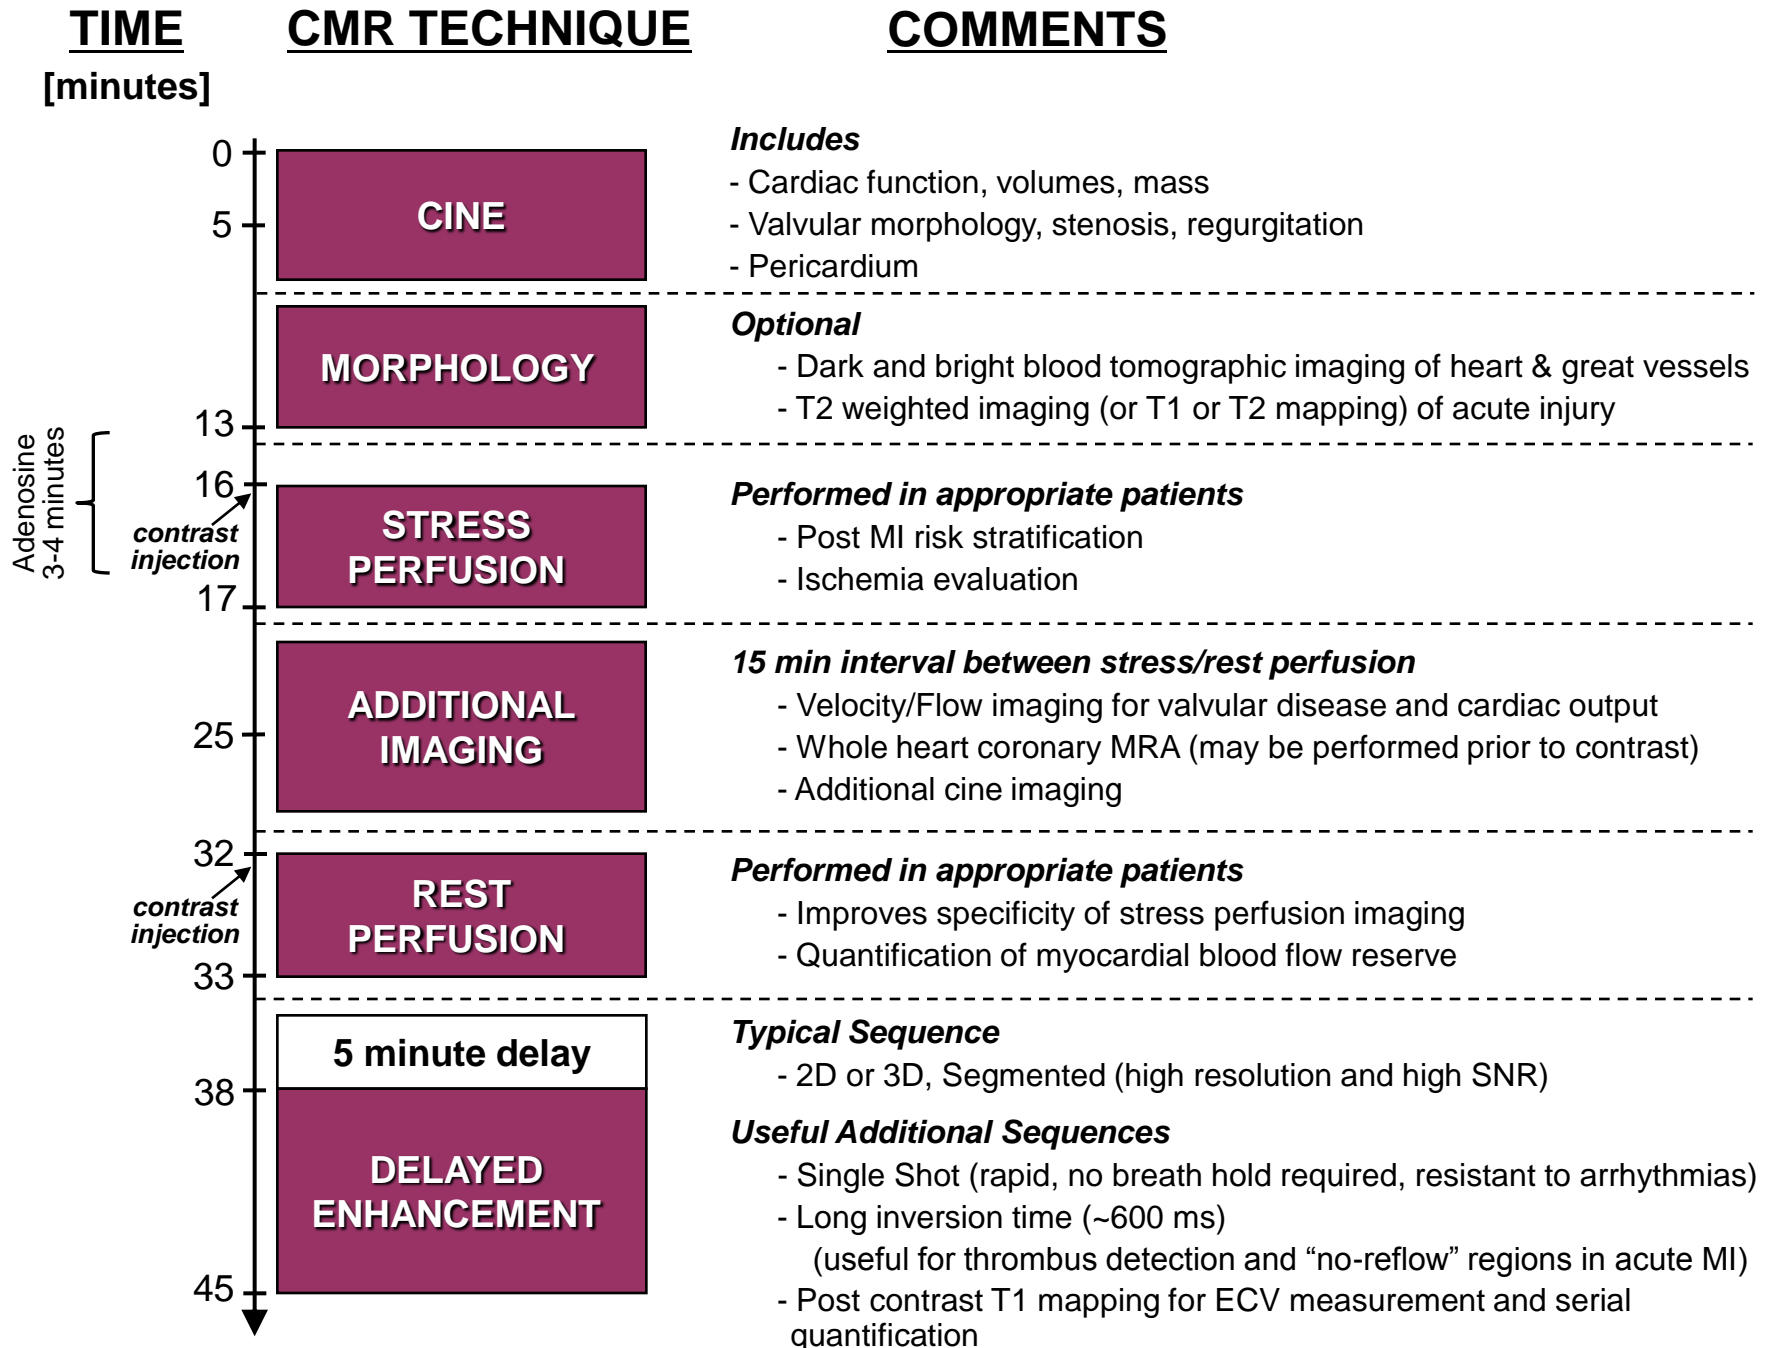 TIME CMR TECHNIQUE COMMENTS
[minutes]
0
5
CINE
Includes
- Cardiac function, volumes, mass
- Valvular morphology, stenosis, regurgitation
- Pericardium
MORPHOLOGY
13
Optional
- Dark and bright blood tomographic imaging of heart & great vessels
- T2 weighted imaging (or T1 or T2 mapping) of acute injury
Adenosine
3-4 minutes
16
contrast
injection
17
STRESS
PERFUSION
Performed in appropriate patients
- Post MI risk stratification
- Ischemia evaluation
25
ADDITIONAL
IMAGING
15 min interval between stress/rest perfusion
- Velocity/Flow imaging for valvular disease and cardiac output
- Whole heart coronary MRA (may be performed prior to contrast)
- Additional cine imaging
32
contrast
injection
33
REST
PERFUSION
Performed in appropriate patients
- Improves specificity of stress perfusion imaging
- Quantification of myocardial blood flow reserve
5 minute delay
38
DELAYED
ENHANCEMENT
45
Typical Sequence
- 2D or 3D, Segmented (high resolution and high SNR)
Useful Additional Sequences
- Single Shot (rapid, no breath hold required, resistant to arrhythmias)
- Long inversion time (~600 ms)
(useful for thrombus detection and “no-reflow” regions in acute MI)
- Post contrast T1 mapping for ECV measurement and serial
quantification